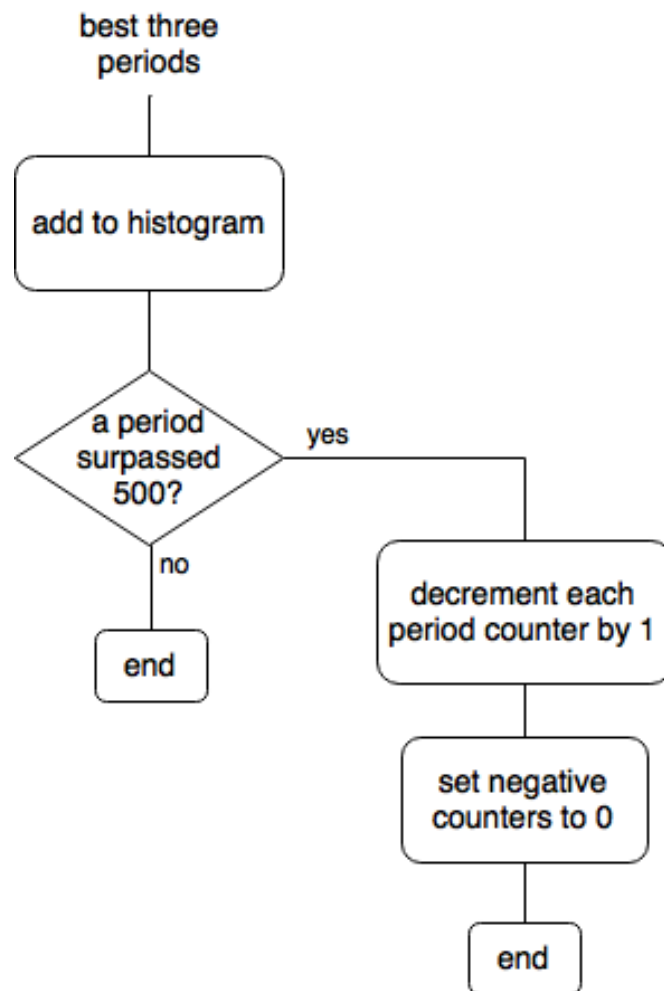 best three
periods
add to histogram
a period
surpassed
500?
yes
no
end
decrement each
period counter by 1
set negative
counters to 0
end